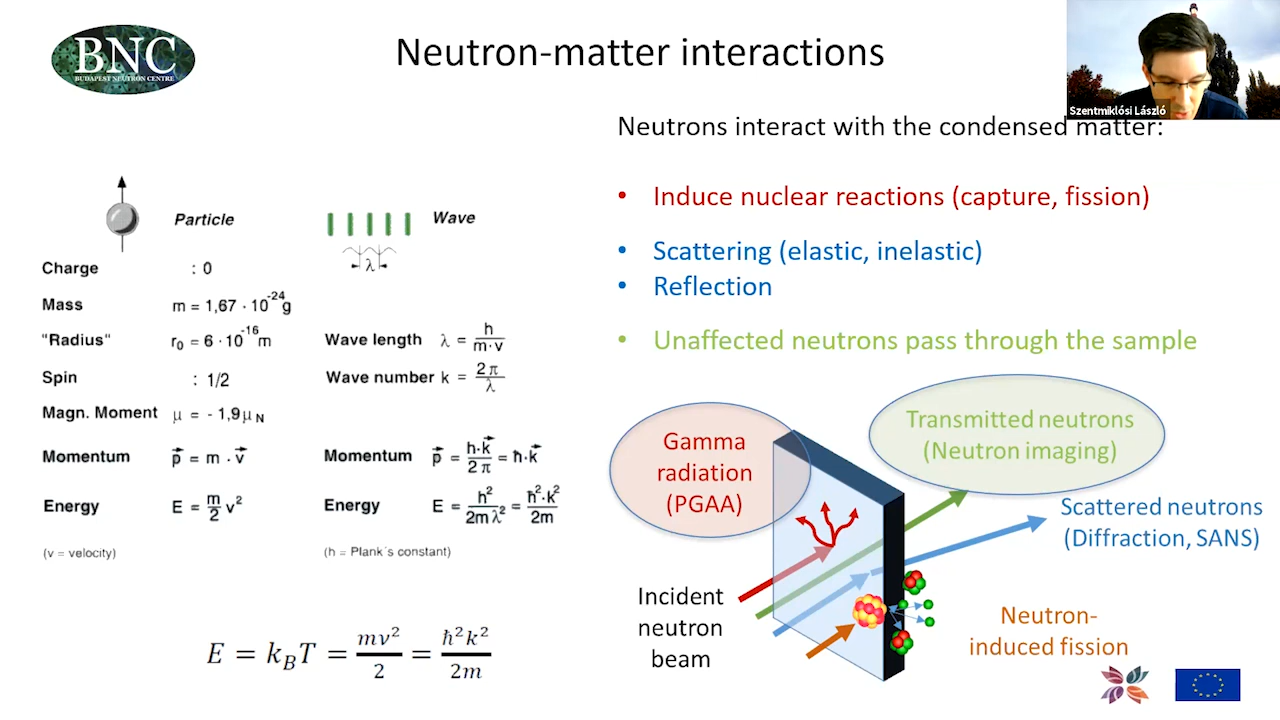 BNC
BUDAPEST NEUTRON CENTRE
Neutron-matter interactions
Szentmiklósi László
Neutrons interact with the condensed matter:
• Induce nuclear reactions (capture, fission)
• Scattering (elastic, inelastic)
• Reflection
• Unaffected neutrons pass through the sample
Particle
Wave
λ
Charge : 0
Mass m = 1,67 · 10⁻²⁴ g
"Radius" r₀ = 6 · 10⁻¹⁶ m
Spin : 1/2
Magn. Moment μ = - 1,9 μ_N
Momentum p⃗ = m · v⃗
Energy E = m/2 v²
(v = velocity)
Wave length λ = h/(m·v)
Wave number k = 2π/λ
Momentum p⃗ = h·k⃗/2π = ħ·k⃗
Energy E = h²/2mλ² = ħ²·k²/2m
(h = Plank´s constant)
E = k_BT = mv²/2 = ħ²k²/2m
Gamma
radiation
(PGAA)
Transmitted neutrons
(Neutron imaging)
Scattered neutrons
(Diffraction, SANS)
Incident
neutron
beam
Neutron-
induced fission